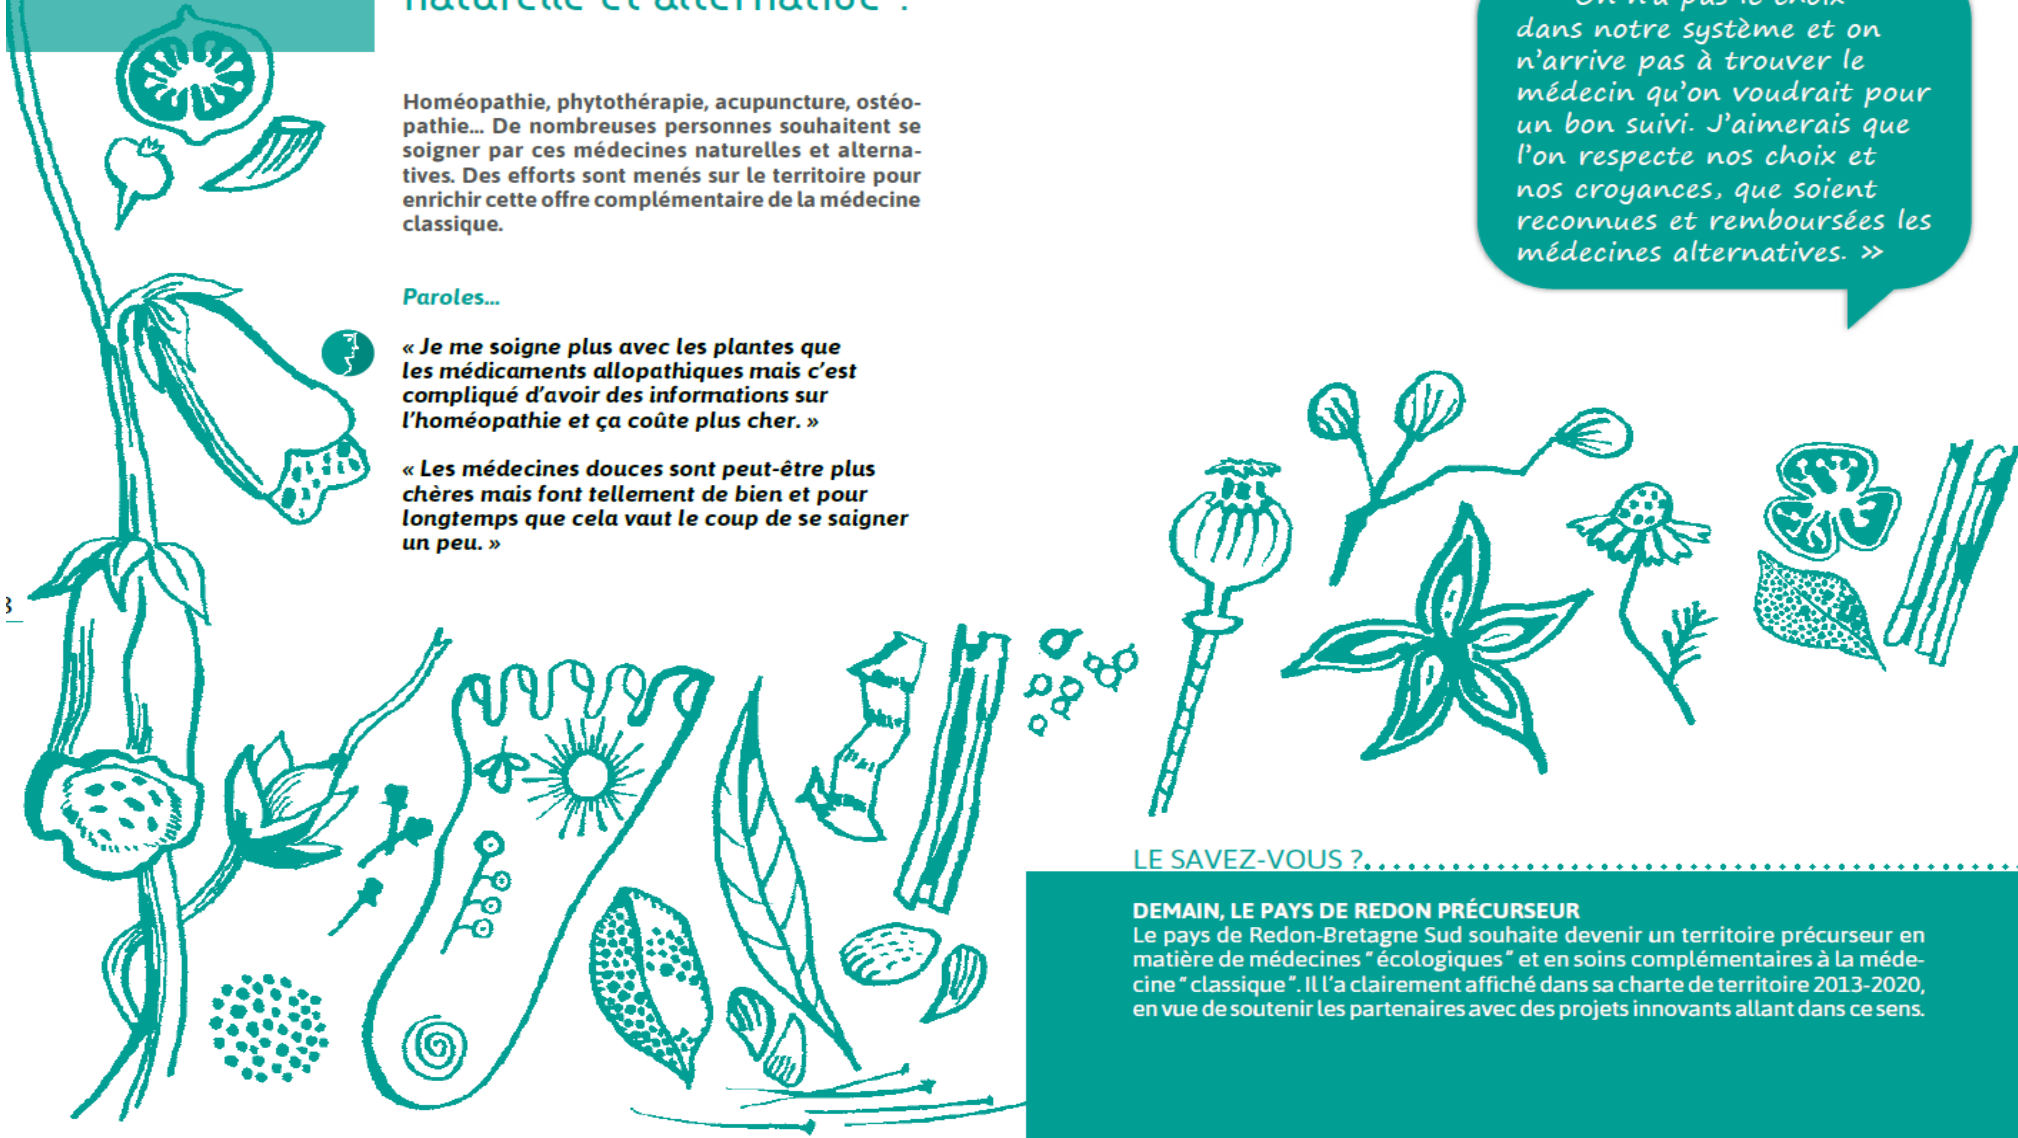 naturelle et alternative ?
Homéopathie, phytothérapie, acupuncture, ostéo-
pathie... De nombreuses personnes souhaitent se
soigner par ces médecines naturelles et alterna-
tives. Des efforts sont menés sur le territoire pour
enrichir cette offre complémentaire de la médecine
classique.
Paroles...
« Je me soigne plus avec les plantes que
les médicaments allopathiques mais c’est
compliqué d’avoir des informations sur
l’homéopathie et ça coûte plus cher. »
« Les médecines douces sont peut-être plus
chères mais font tellement de bien et pour
longtemps que cela vaut le coup de se saigner
un peu. »
On n’a pas le choix
dans notre système et on
n’arrive pas à trouver le
médecin qu’on voudrait pour
un bon suivi. J’aimerais que
l’on respecte nos choix et
nos croyances, que soient
reconnues et remboursées les
médecines alternatives. »
LE SAVEZ-VOUS ?
DEMAIN, LE PAYS DE REDON PRÉCURSEUR
Le pays de Redon-Bretagne Sud souhaite devenir un territoire précurseur en
matière de médecines "écologiques" et en soins complémentaires à la méde-
cine "classique". Il l’a clairement affiché dans sa charte de territoire 2013-2020,
en vue de soutenir les partenaires avec des projets innovants allant dans ce sens.